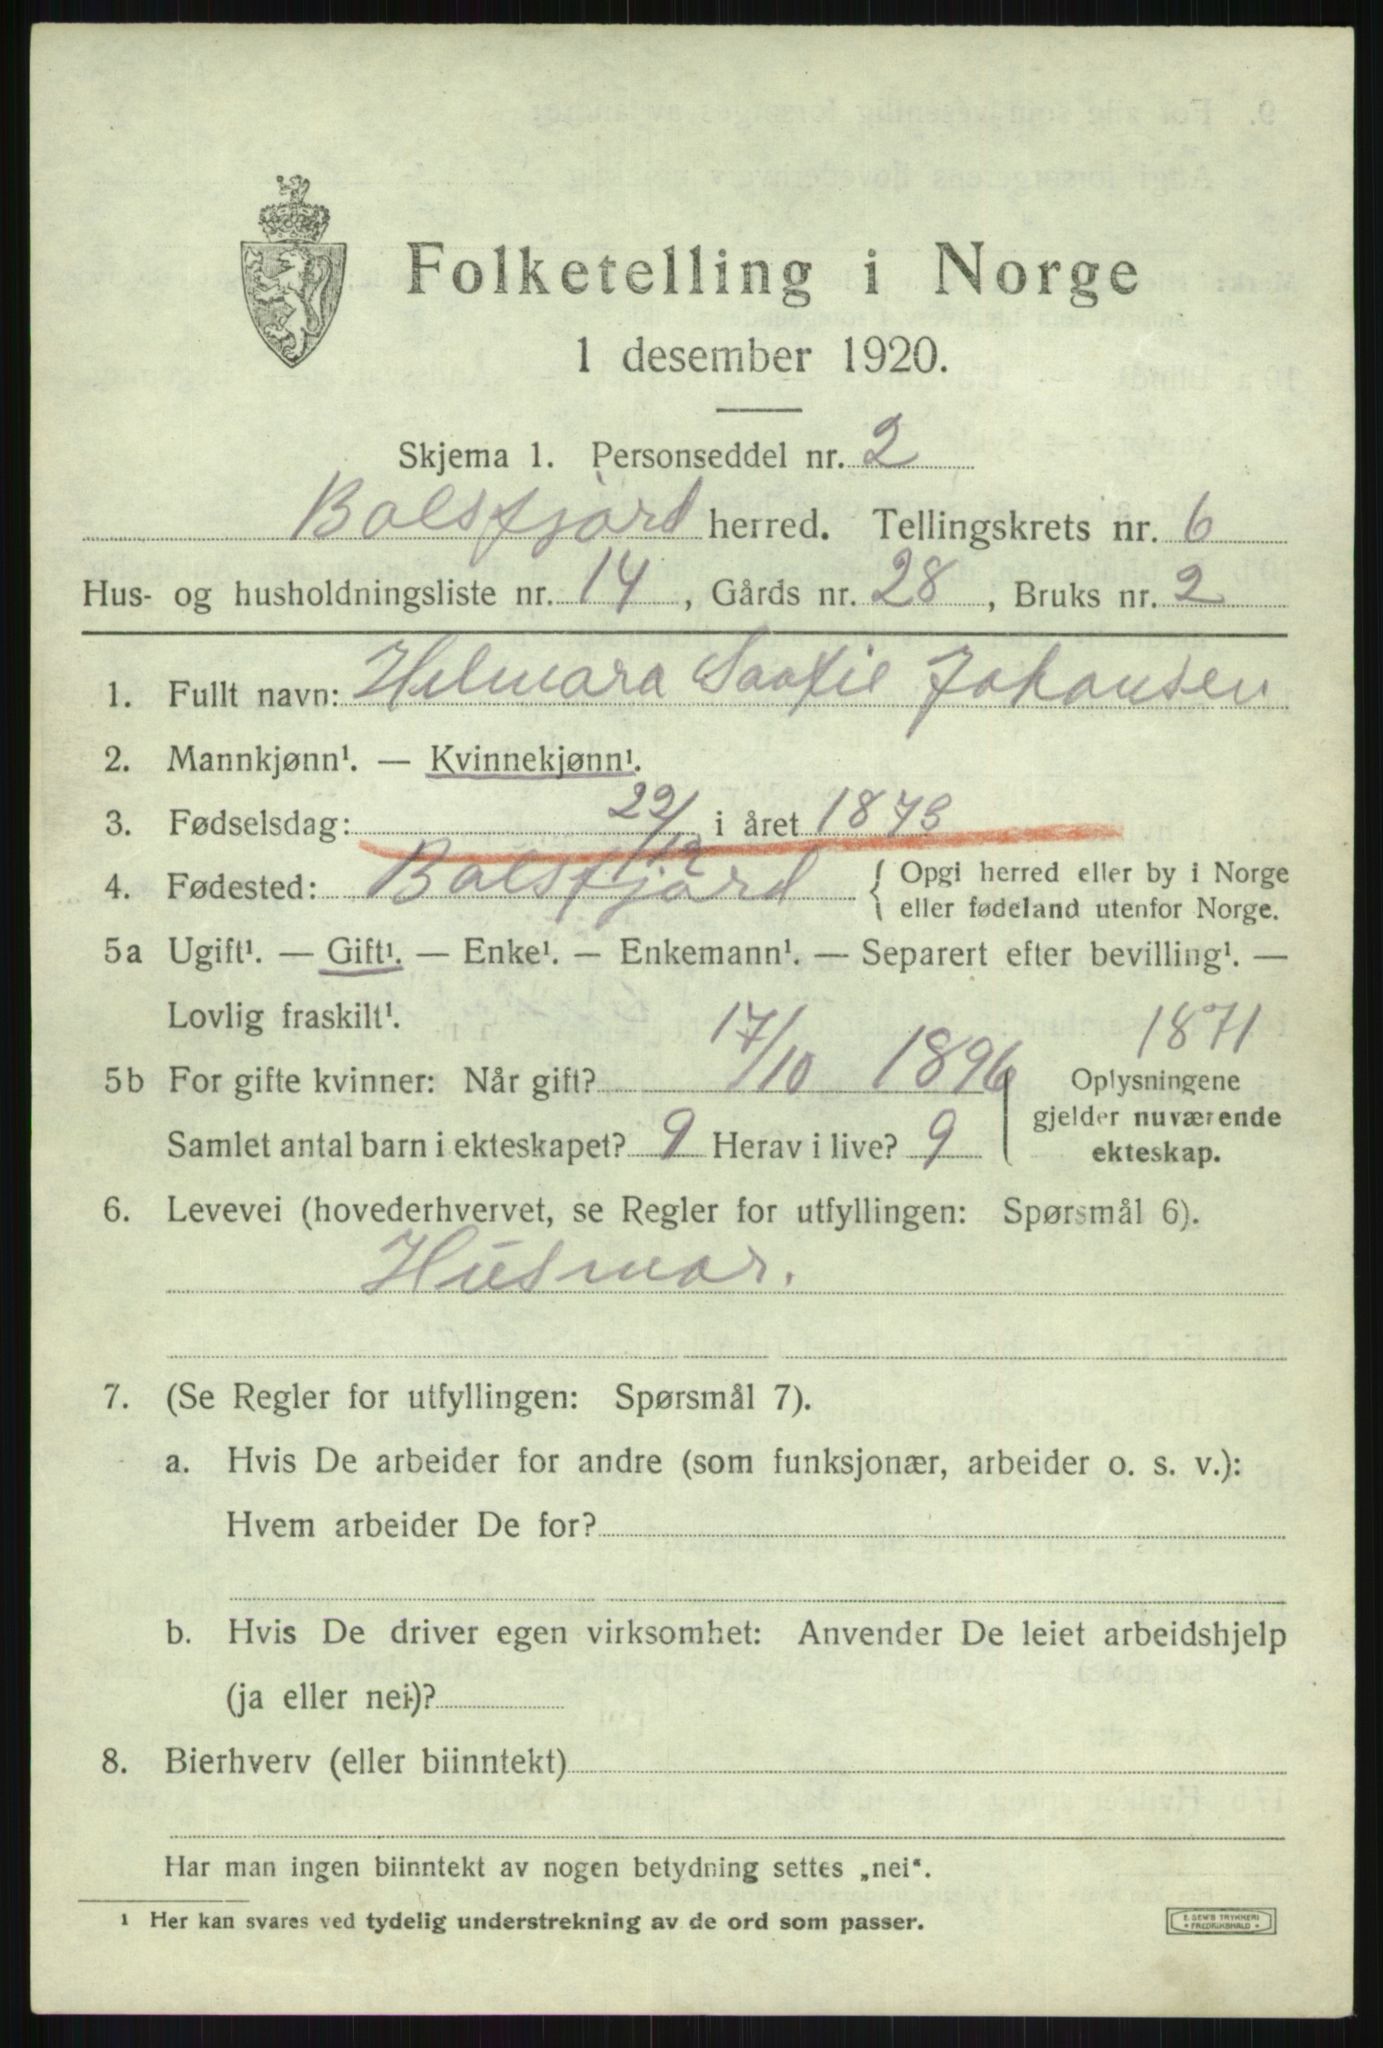 Folketelling i Norge
1 desember 1920.
Skjema 1. Personseddel nr. 2
Balsfjord herred. Tellingskrets nr. 6
Hus- og husholdningsliste nr. 14, Gårds nr. 28, Bruks nr. 2
1. Fullt navn: Helmara Saofie Johansen
2. Mannkjønn¹. — Kvinnekjønn¹.
3. Fødselsdag: 22/12 i året 1873
4. Fødested: Balsfjord { Opgi herred eller by i Norge
eller fødeland utenfor Norge.
5a Ugift¹. — Gift¹. — Enke¹. — Enkemann¹. — Separert efter bevilling¹. —
Lovlig fraskilt¹.
1871
5b For gifte kvinner: Når gift? 17/10 1896 Oplysningene
gjelder nuværende
Samlet antal barn i ekteskapet? 9 Herav i live? 9 ekteskap.
6. Levevei (hovederhvervet, se Regler for utfyllingen: Spørsmål 6).
Husmor.
7. (Se Regler for utfyllingen: Spørsmål 7).
a. Hvis De arbeider for andre (som funksjonær, arbeider o. s. v.):
Hvem arbeider De for?
b. Hvis De driver egen virksomhet: Anvender De leiet arbeidshjelp
(ja eller nei)?
8. Bierhverv (eller biinntekt)
Har man ingen biinntekt av nogen betydning settes „nei“.
¹ Her kan svares ved tydelig understrekning av de ord som passer.
E. SEM'S TRYKKERI
FREDRIKSHALD